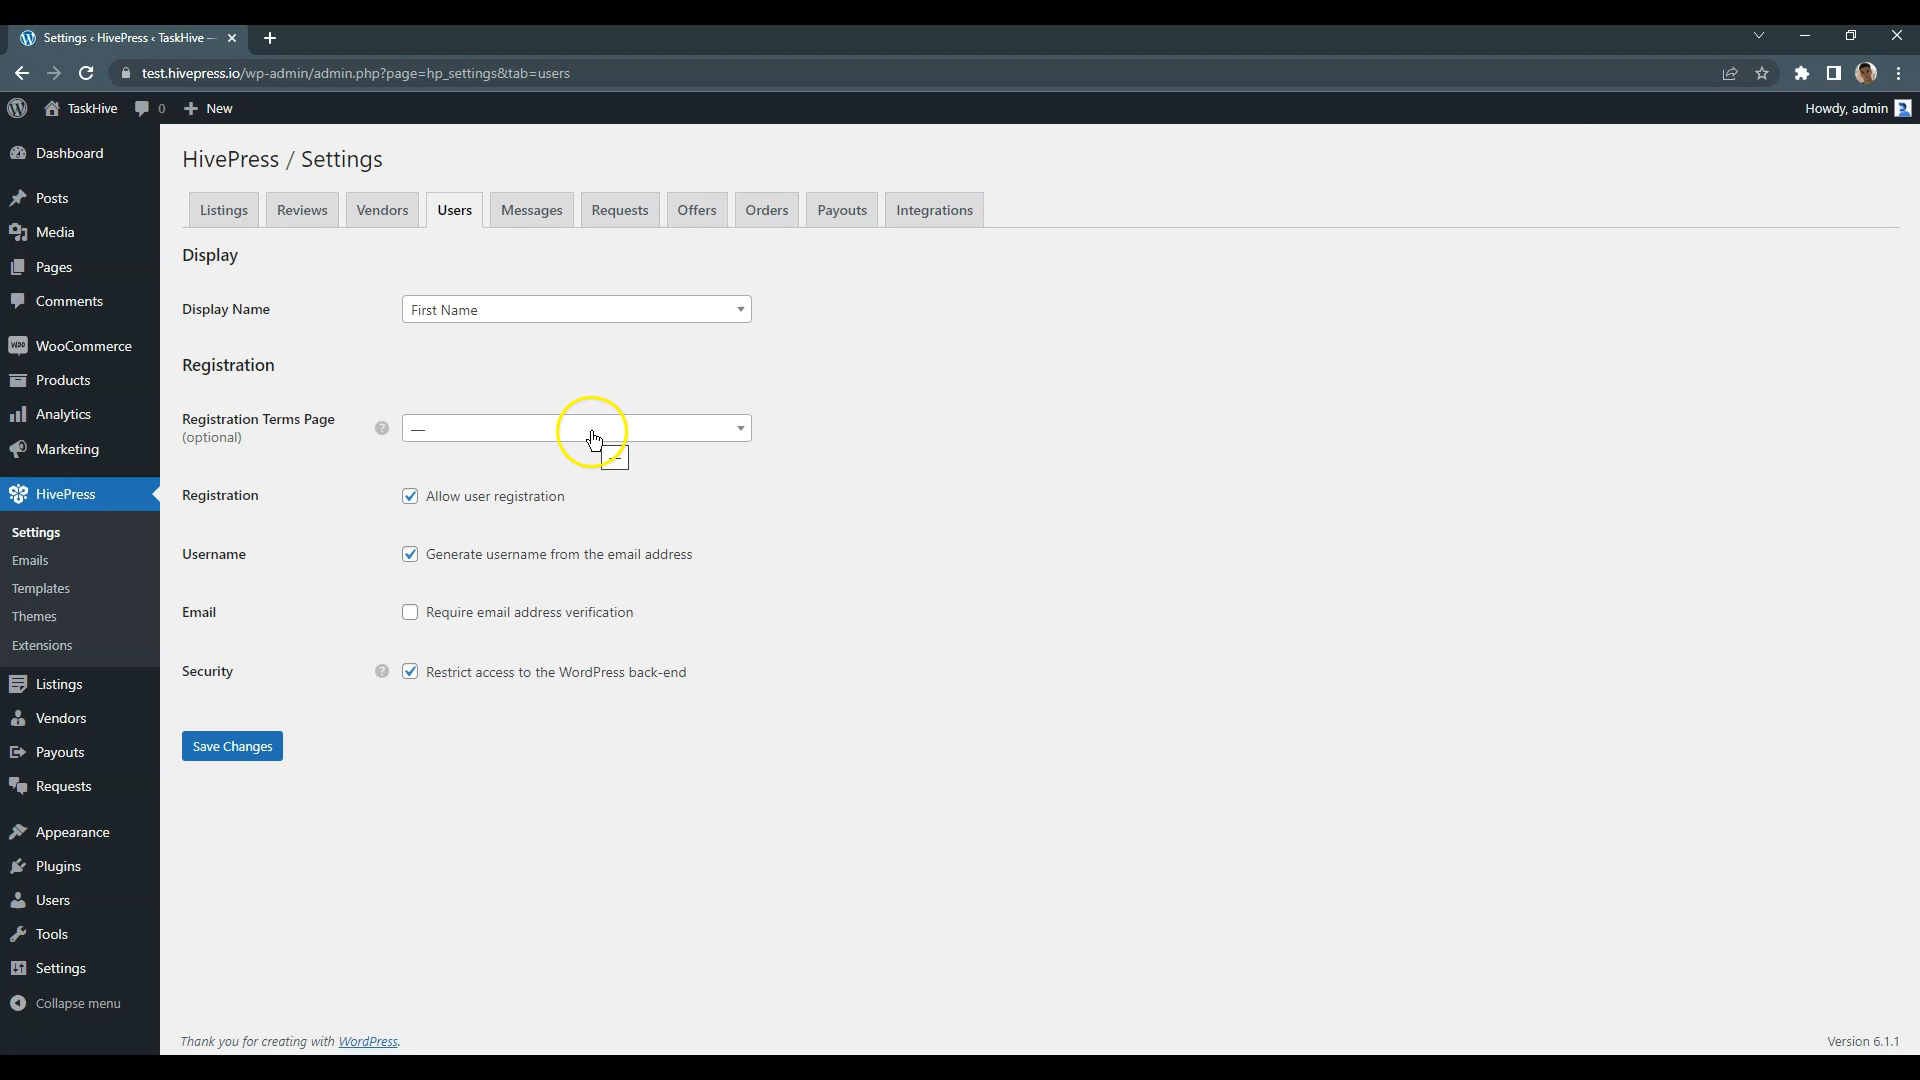 Settings ‹ HivePress ‹ TaskHive —
test.hivepress.io/wp-admin/admin.php?page=hp_settings&tab=users
TaskHive
0
New
Howdy, admin
Dashboard
Posts
Media
Pages
Comments
WooCommerce
Products
Analytics
Marketing
HivePress
Settings
Emails
Templates
Themes
Extensions
Listings
Vendors
Payouts
Requests
Appearance
Plugins
Users
Tools
Settings
Collapse menu
HivePress / Settings
Listings
Reviews
Vendors
Users
Messages
Requests
Offers
Orders
Payouts
Integrations
Display
Display Name
First Name
Registration
Registration Terms Page
(optional)
?
—
—
Registration
Allow user registration
Username
Generate username from the email address
Email
Require email address verification
Security
?
Restrict access to the WordPress back-end
Save Changes
Thank you for creating with WordPress.
Version 6.1.1